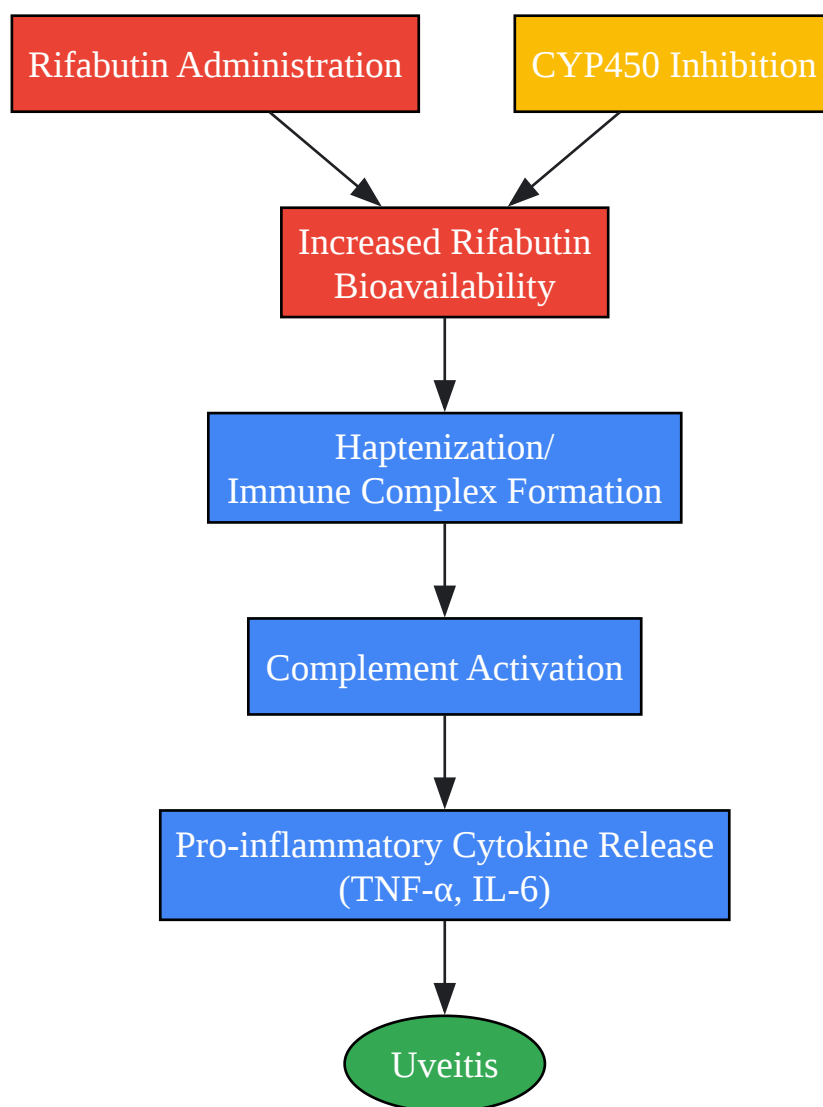 Rifabutin Administration
CYP450 Inhibition
Increased Rifabutin
Bioavailability
Haptenization/
Immune Complex Formation
Complement Activation
Pro-inflammatory Cytokine Release
(TNF-α, IL-6)
Uveitis